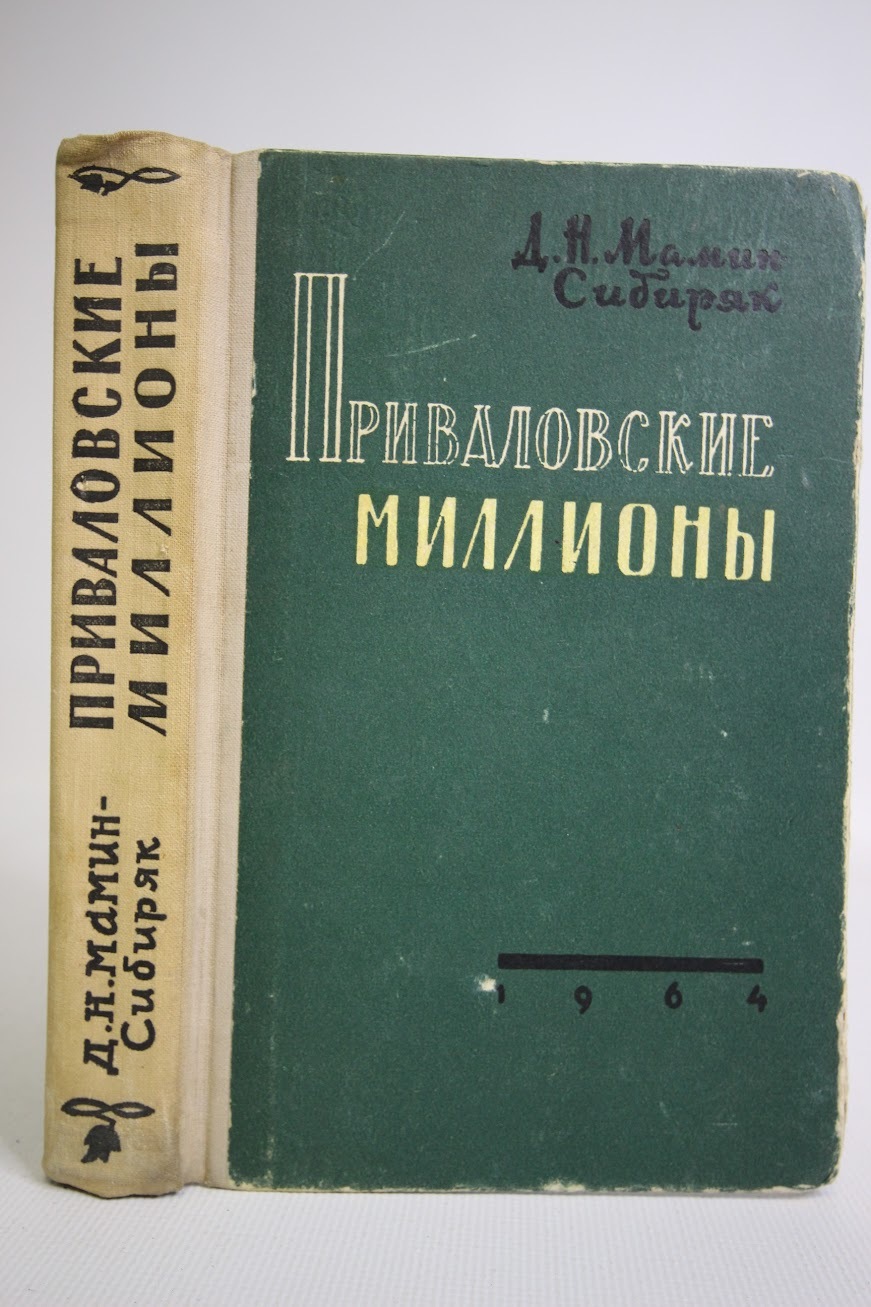 ПРИВАЛОВСКИЕ
МИЛЛИОНЫ
Д.Н.МАМИН-
Сибиряк
Д.Н.Мамин
Сибиряк
ПРИВАЛОВСКИЕ
МИЛЛИОНЫ
1964